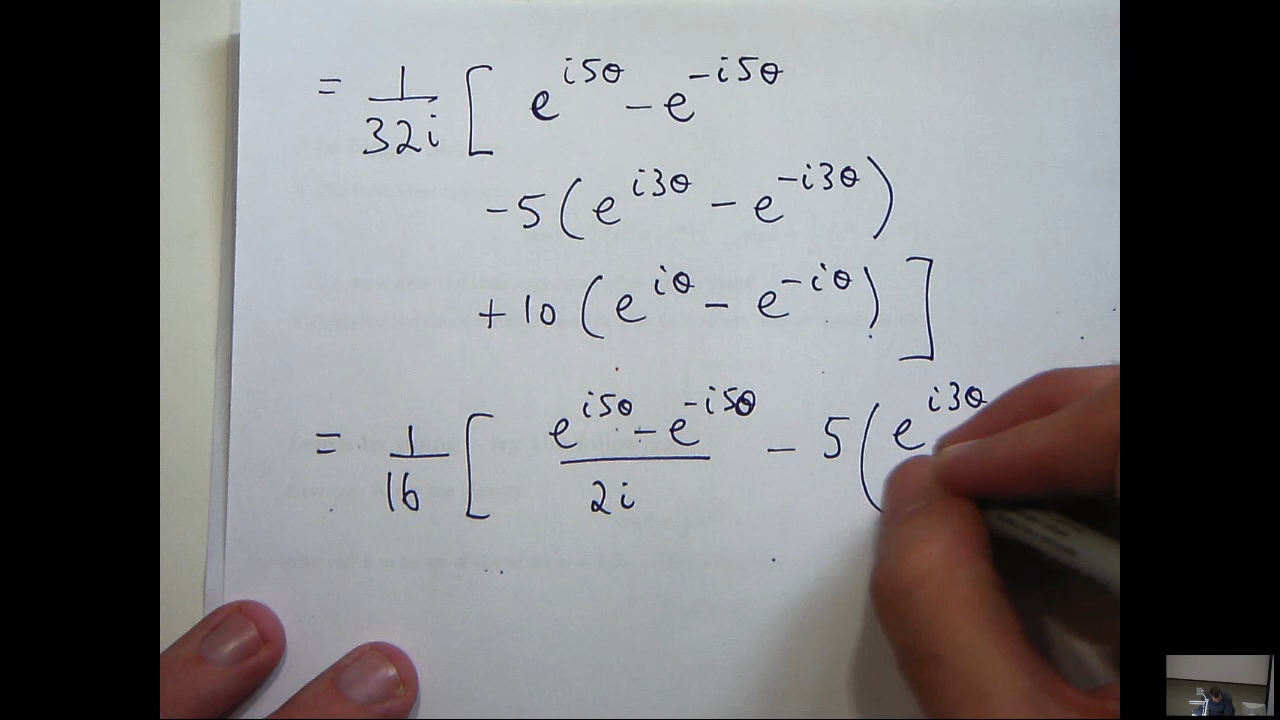 = 1/32i [ e^{i5θ} - e^{-i5θ}
-5 ( e^{i3θ} - e^{-i3θ} )
+10 ( e^{iθ} - e^{-iθ} ) ]
= 1/16 [ (e^{i5θ} - e^{-i5θ})/2i - 5 ( e^{i3θ}